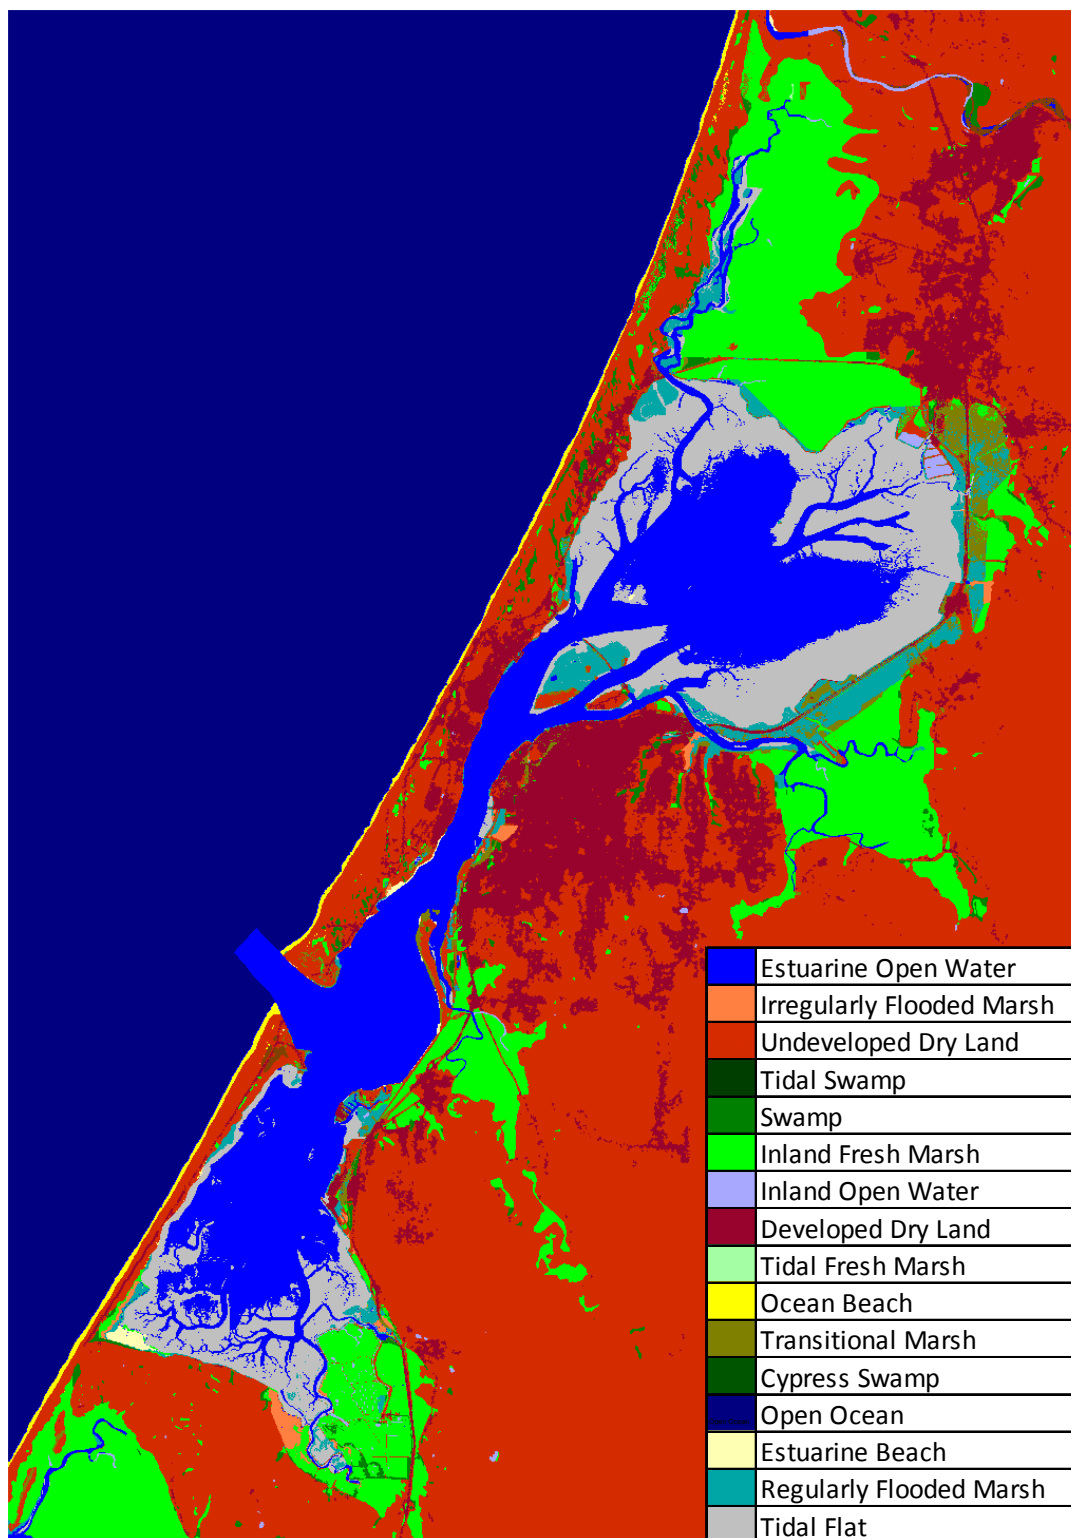 Estuarine Open Water
Irregularly Flooded Marsh
Undeveloped Dry Land
Tidal Swamp
Swamp
Inland Fresh Marsh
Inland Open Water
Developed Dry Land
Tidal Fresh Marsh
Ocean Beach
Transitional Marsh
Cypress Swamp
Open Ocean
Estuarine Beach
Regularly Flooded Marsh
Tidal Flat